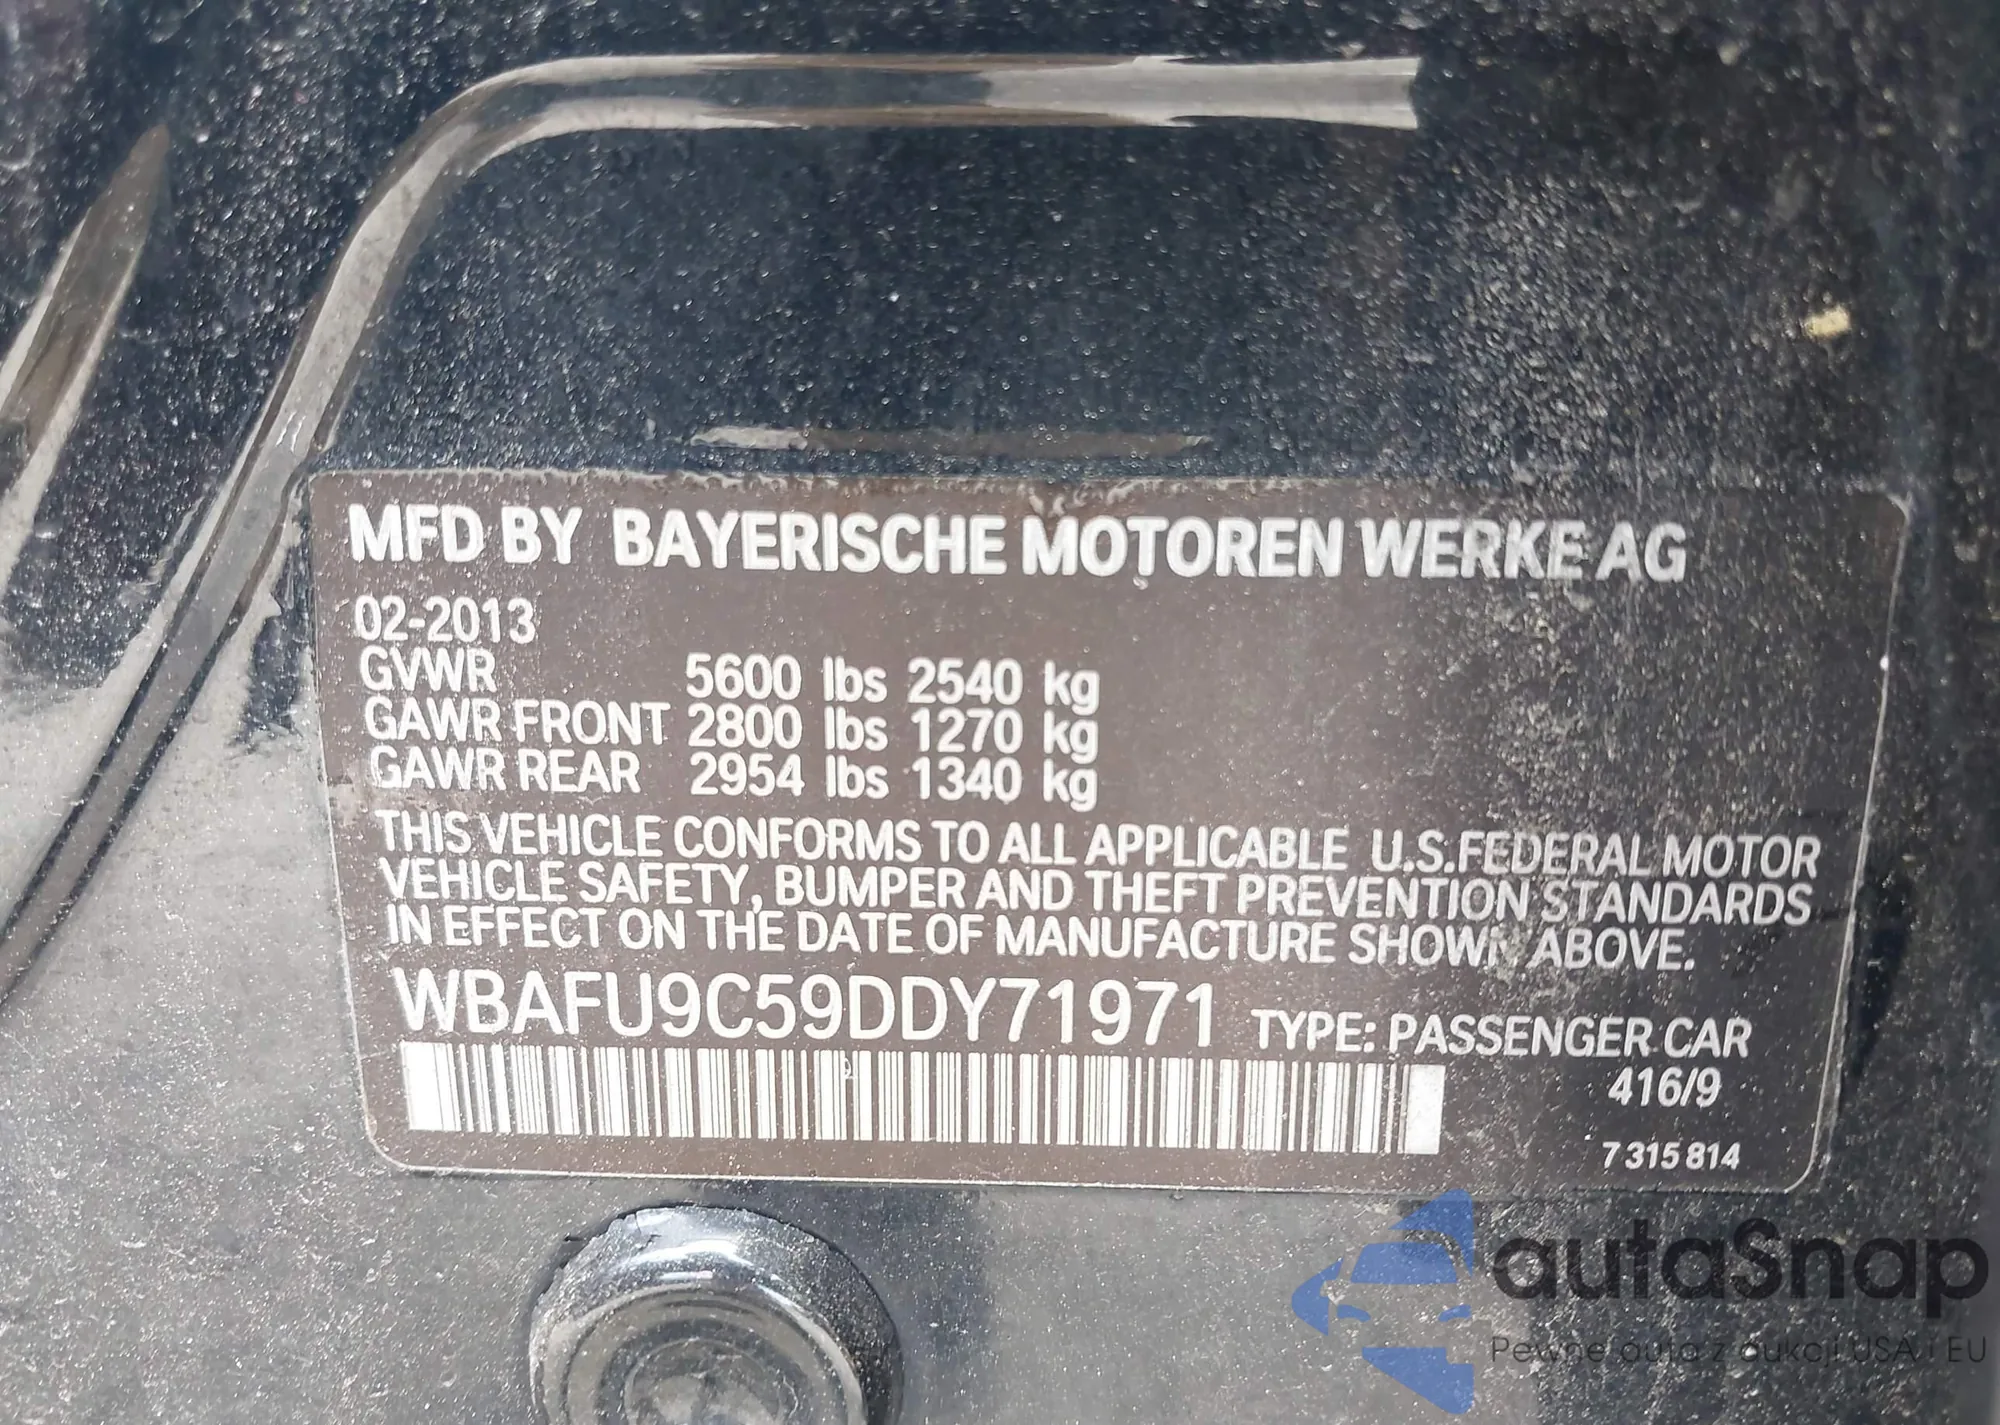 MFD BY BAYERISCHE MOTOREN WERKE AG
02-2013
GVWR 5600 lbs 2540 kg
GAWR FRONT 2800 lbs 1270 kg
GAWR REAR 2954 lbs 1340 kg
THIS VEHICLE CONFORMS TO ALL APPLICABLE U.S.FEDERAL MOTOR
VEHICLE SAFETY, BUMPER AND THEFT PREVENTION STANDARDS
IN EFFECT ON THE DATE OF MANUFACTURE SHOWN ABOVE.
WBAFU9C59DDY71971 TYPE: PASSENGER CAR
416/9
7 315 814
autaSnap
Pewne auta z aukcji USA i EU